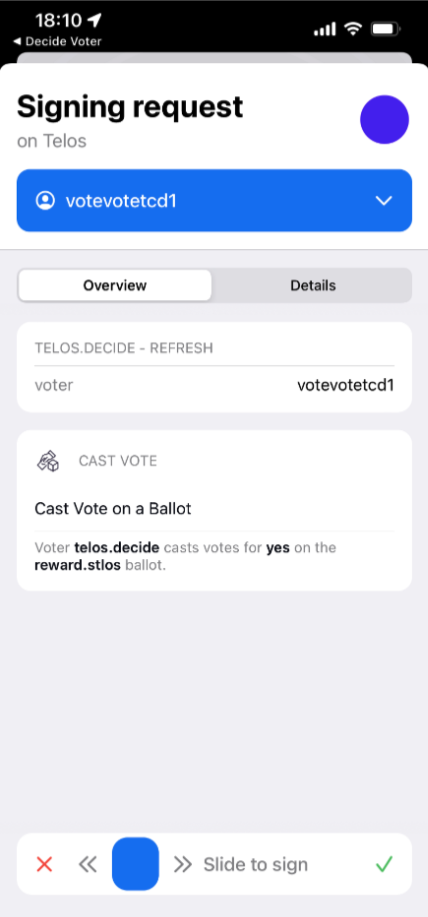 18:10
◄ Decide Voter
Signing request
on Telos
votevotetcd1
Overview Details
TELOS.DECIDE - REFRESH
voter votevotetcd1
CAST VOTE
Cast Vote on a Ballot
Voter telos.decide casts votes for yes on the
reward.stlos ballot.
Slide to sign